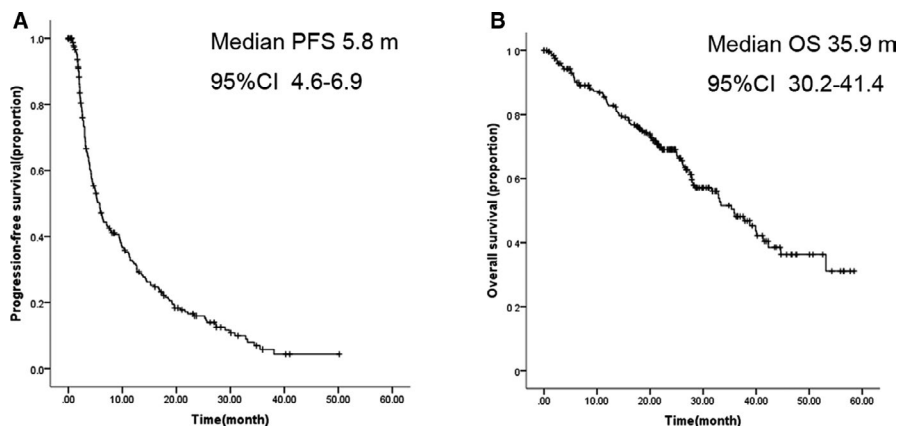 A
Median PFS 5.8 m
95%CI 4.6-6.9
Progression-free survival(proportion)
1.0
0.8
0.6
0.4
0.2
0.0
.00 10.00 20.00 30.00 40.00 50.00 60.00
Time(month)
B
Median OS 35.9 m
95%CI 30.2-41.4
Overall survival (proportion)
1.0
0.8
0.6
0.4
0.2
0
.00 10.00 20.00 30.00 40.00 50.00 60.00
Time(month)